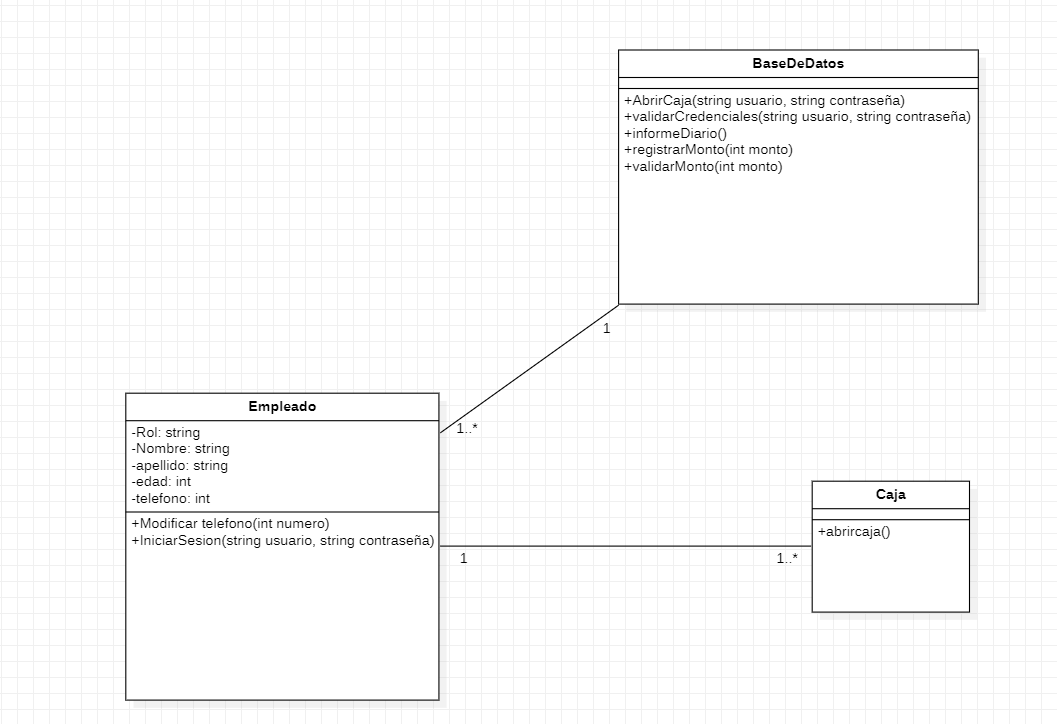 BaseDeDatos
+AbrirCaja(string usuario, string contraseña)
+validarCredenciales(string usuario, string contraseña)
+informeDiario()
+registrarMonto(int monto)
+validarMonto(int monto)
1
1..*
Empleado
-Rol: string
-Nombre: string
-apellido: string
-edad: int
-telefono: int
+Modificar telefono(int numero)
+IniciarSesion(string usuario, string contraseña)
1
1..*
Caja
+abrircaja()